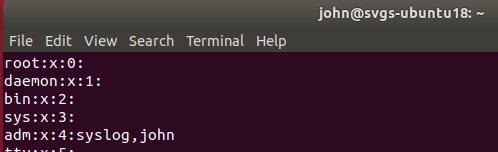 john@svgs-ubuntu18: ~
File Edit View Search Terminal Help
root:x:0:
daemon:x:1:
bin:x:2:
sys:x:3:
adm:x:4:syslog,john